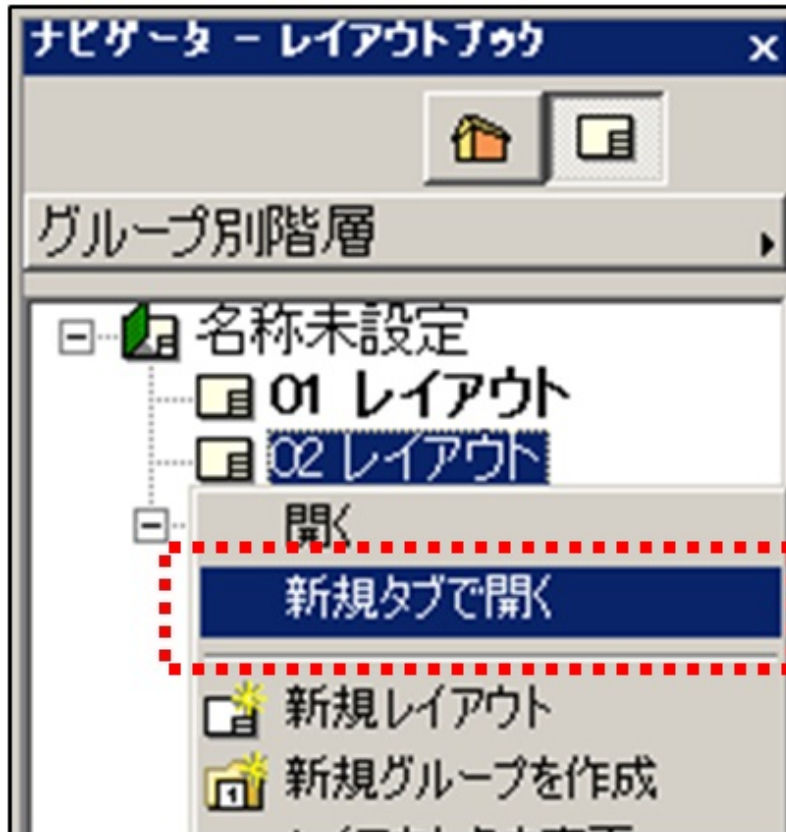 ナビゲータ - レイアウトブック
グループ別階層
名称未設定
01 レイアウト
02 レイアウト
開く
新規タブで開く
新規レイアウト
新規グループを作成